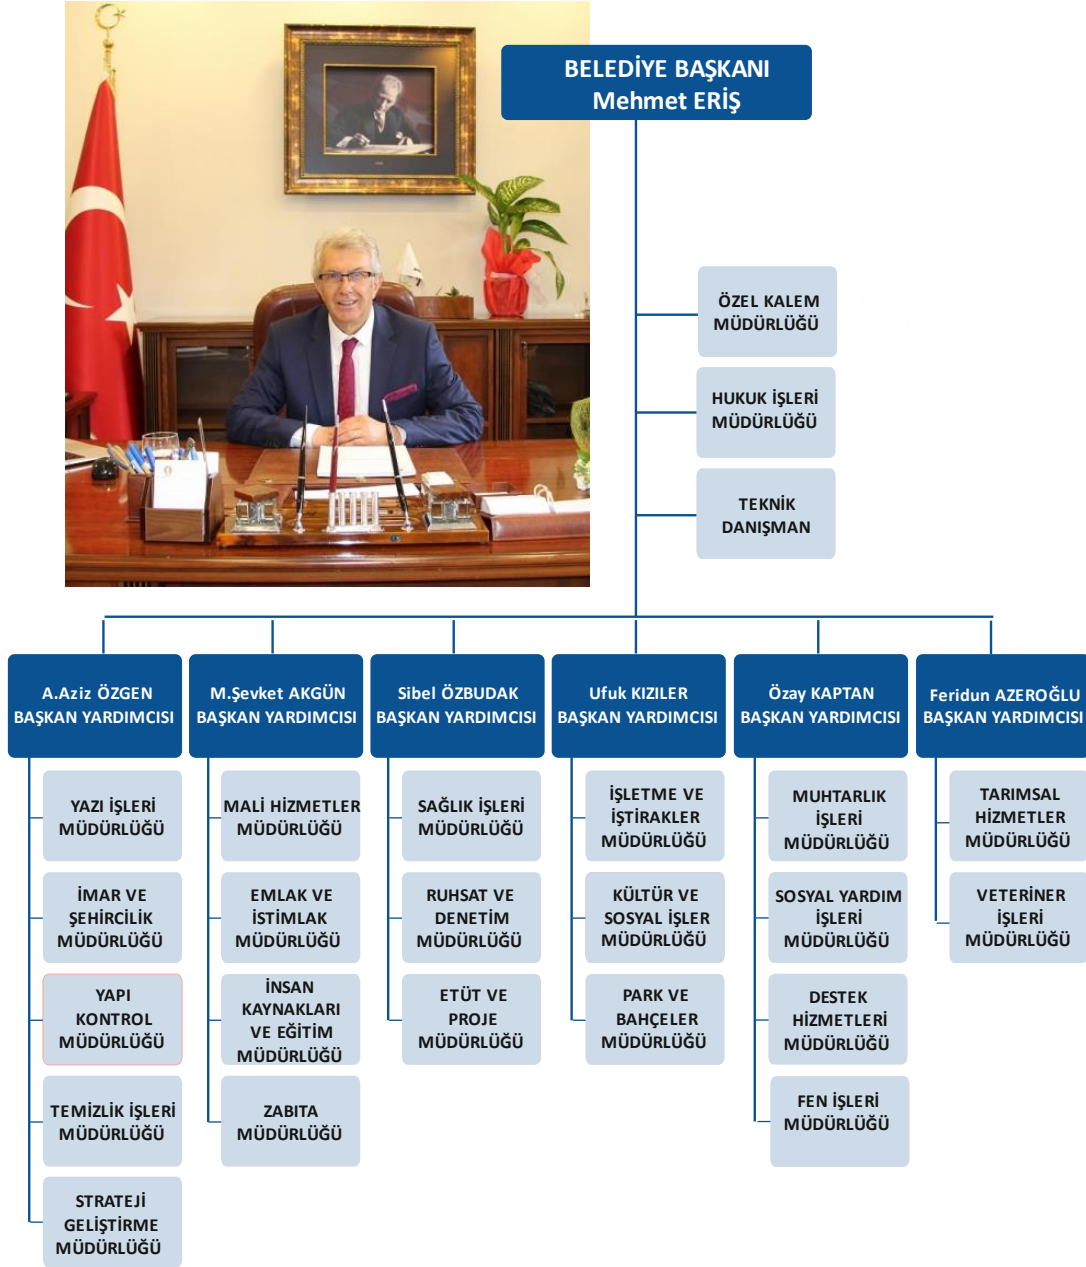 BELEDİYE BAŞKANI
Mehmet ERİŞ
ÖZEL KALEM
MÜDÜRLÜĞÜ
HUKUK İŞLERİ
MÜDÜRLÜĞÜ
TEKNİK
DANIŞMAN
A.Aziz ÖZGEN
BAŞKAN YARDIMCISI
YAZI İŞLERİ
MÜDÜRLÜĞÜ
İMAR VE
ŞEHİRCİLİK
MÜDÜRLÜĞÜ
YAPI
KONTROL
MÜDÜRLÜĞÜ
TEMİZLİK İŞLERİ
MÜDÜRLÜĞÜ
STRATEJİ
GELİŞTİRME
MÜDÜRLÜĞÜ
M.Şevket AKGÜN
BAŞKAN YARDIMCISI
MALİ HİZMETLER
MÜDÜRLÜĞÜ
EMLAK VE
İSTİMLAK
MÜDÜRLÜĞÜ
İNSAN
KAYNAKLARI
VE EĞİTİM
MÜDÜRLÜĞÜ
ZABITA
MÜDÜRLÜĞÜ
Sibel ÖZBUDAK
BAŞKAN YARDIMCISI
SAĞLIK İŞLERİ
MÜDÜRLÜĞÜ
RUHSAT VE
DENETİM
MÜDÜRLÜĞÜ
ETÜT VE
PROJE
MÜDÜRLÜĞÜ
Ufuk KIZILER
BAŞKAN YARDIMCISI
İŞLETME VE
İŞTİRAKLER
MÜDÜRLÜĞÜ
KÜLTÜR VE
SOSYAL İŞLER
MÜDÜRLÜĞÜ
PARK VE
BAHÇELER
MÜDÜRLÜĞÜ
Özay KAPTAN
BAŞKAN YARDIMCISI
MUHTARLIK
İŞLERİ
MÜDÜRLÜĞÜ
SOSYAL YARDIM
İŞLERİ
MÜDÜRLÜĞÜ
DESTEK
HİZMETLERİ
MÜDÜRLÜĞÜ
FEN İŞLERİ
MÜDÜRLÜĞÜ
Feridun AZEROĞLU
BAŞKAN YARDIMCISI
TARIMSAL
HİZMETLER
MÜDÜRLÜĞÜ
VETERİNER
İŞLERİ
MÜDÜRLÜĞÜ